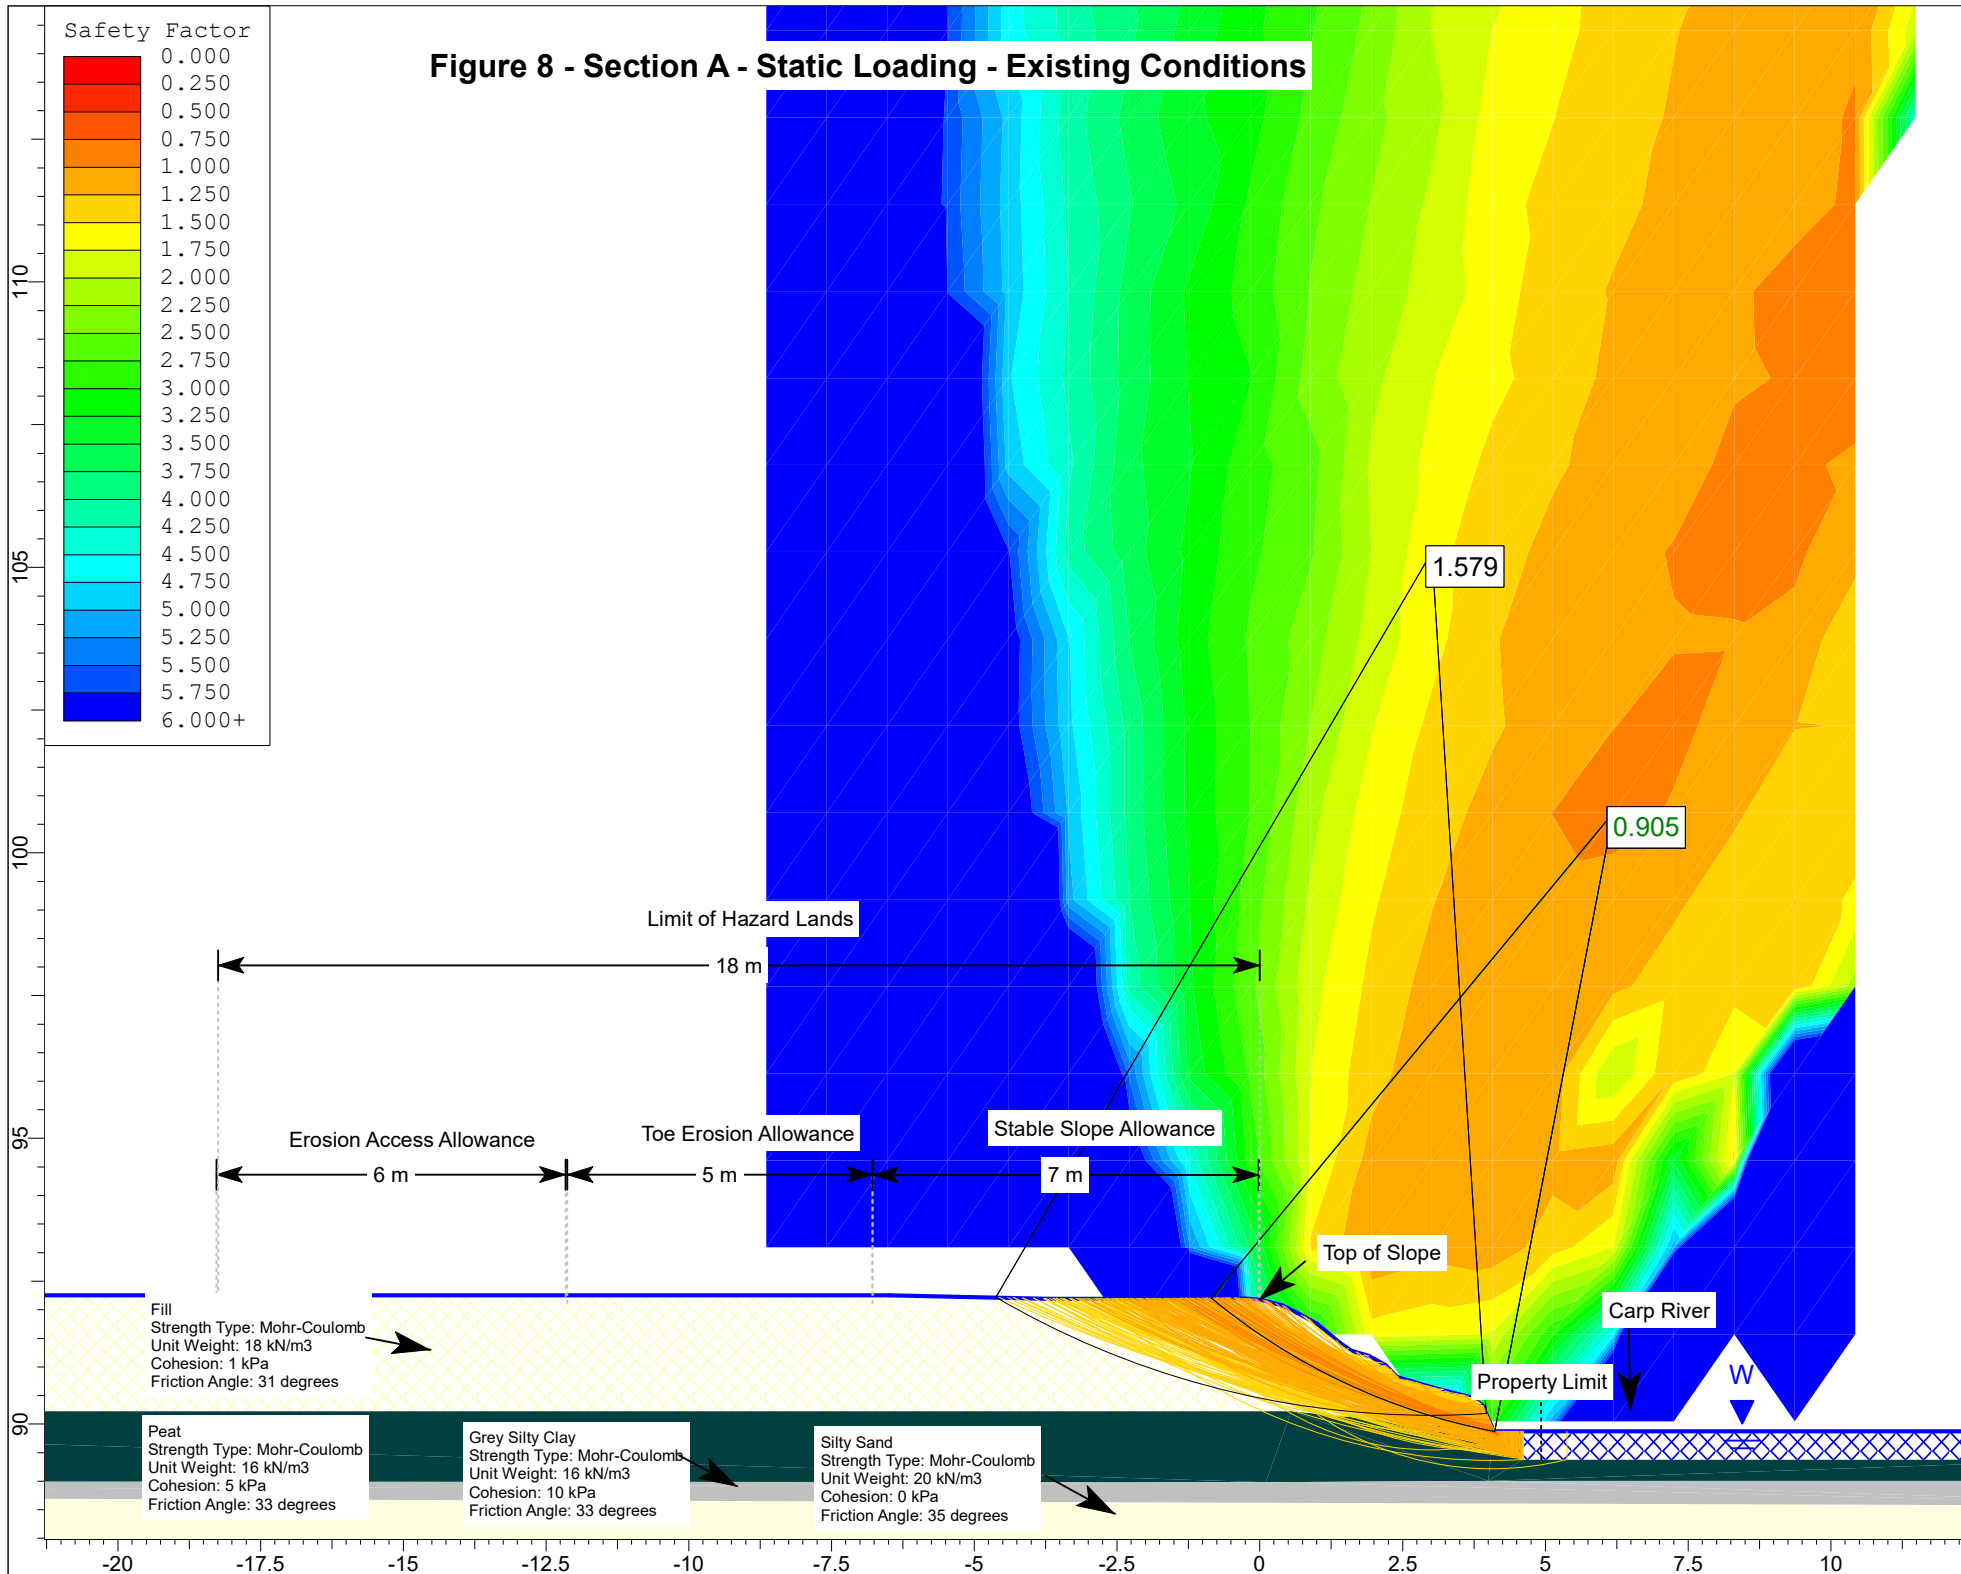 Safety Factor
0.000
0.250
0.500
0.750
1.000
1.250
1.500
1.750
2.000
2.250
2.500
2.750
3.000
3.250
3.500
3.750
4.000
4.250
4.500
4.750
5.000
5.250
5.500
5.750
6.000+
Figure 8 - Section A - Static Loading - Existing Conditions
110
105
100
95
90
1.579
0.905
Limit of Hazard Lands
18 m
Erosion Access Allowance
6 m
Toe Erosion Allowance
5 m
Stable Slope Allowance
7 m
Top of Slope
Carp River
Property Limit
W
Fill
Strength Type: Mohr-Coulomb
Unit Weight: 18 kN/m3
Cohesion: 1 kPa
Friction Angle: 31 degrees
Peat
Strength Type: Mohr-Coulomb
Unit Weight: 16 kN/m3
Cohesion: 5 kPa
Friction Angle: 33 degrees
Grey Silty Clay
Strength Type: Mohr-Coulomb
Unit Weight: 16 kN/m3
Cohesion: 10 kPa
Friction Angle: 33 degrees
Silty Sand
Strength Type: Mohr-Coulomb
Unit Weight: 20 kN/m3
Cohesion: 0 kPa
Friction Angle: 35 degrees
-20
-17.5
-15
-12.5
-10
-7.5
-5
-2.5
0
2.5
5
7.5
10